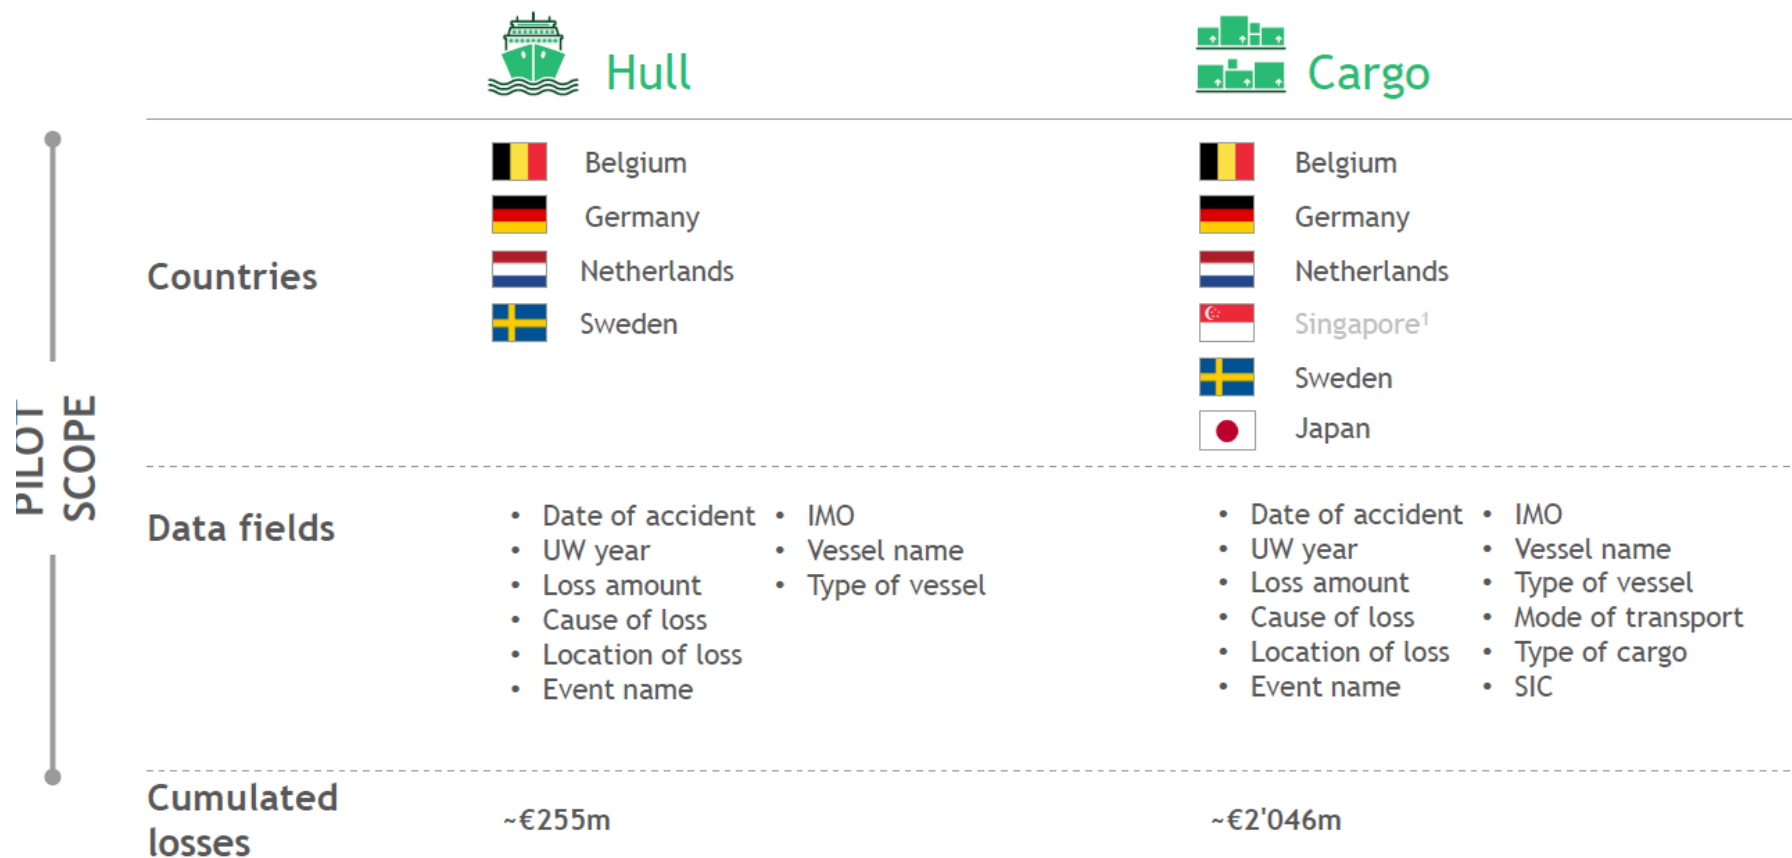 Hull
Cargo
PILOT
SCOPE
Countries
Belgium
Germany
Netherlands
Sweden
Belgium
Germany
Netherlands
Singapore¹
Sweden
Japan
Data fields
• Date of accident
• UW year
• Loss amount
• Cause of loss
• Location of loss
• Event name
• IMO
• Vessel name
• Type of vessel
• Date of accident
• UW year
• Loss amount
• Cause of loss
• Location of loss
• Event name
• IMO
• Vessel name
• Type of vessel
• Mode of transport
• Type of cargo
• SIC
Cumulated
losses
~€255m
~€2'046m